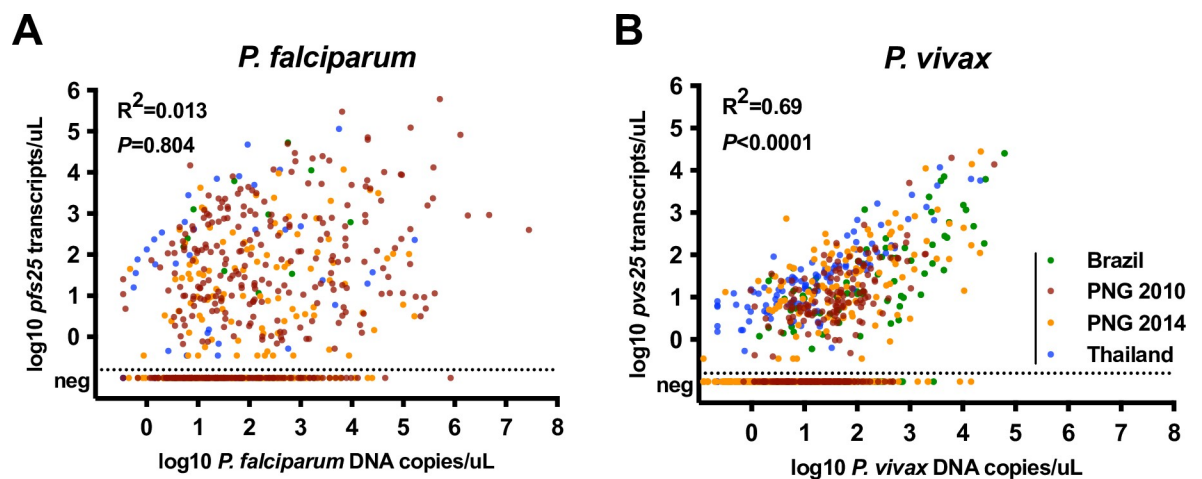 A
P. falciparum
R2=0.013
P=0.804
log10 pfs25 transcripts/uL
6
5
4
3
2
1
0
neg
0 1 2 3 4 5 6 7 8
log10 P. falciparum DNA copies/uL
B
P. vivax
R2=0.69
P<0.0001
log10 pvs25 transcripts/uL
6
5
4
3
2
1
0
neg
0 1 2 3 4 5 6 7 8
log10 P. vivax DNA copies/uL
Brazil
PNG 2010
PNG 2014
Thailand